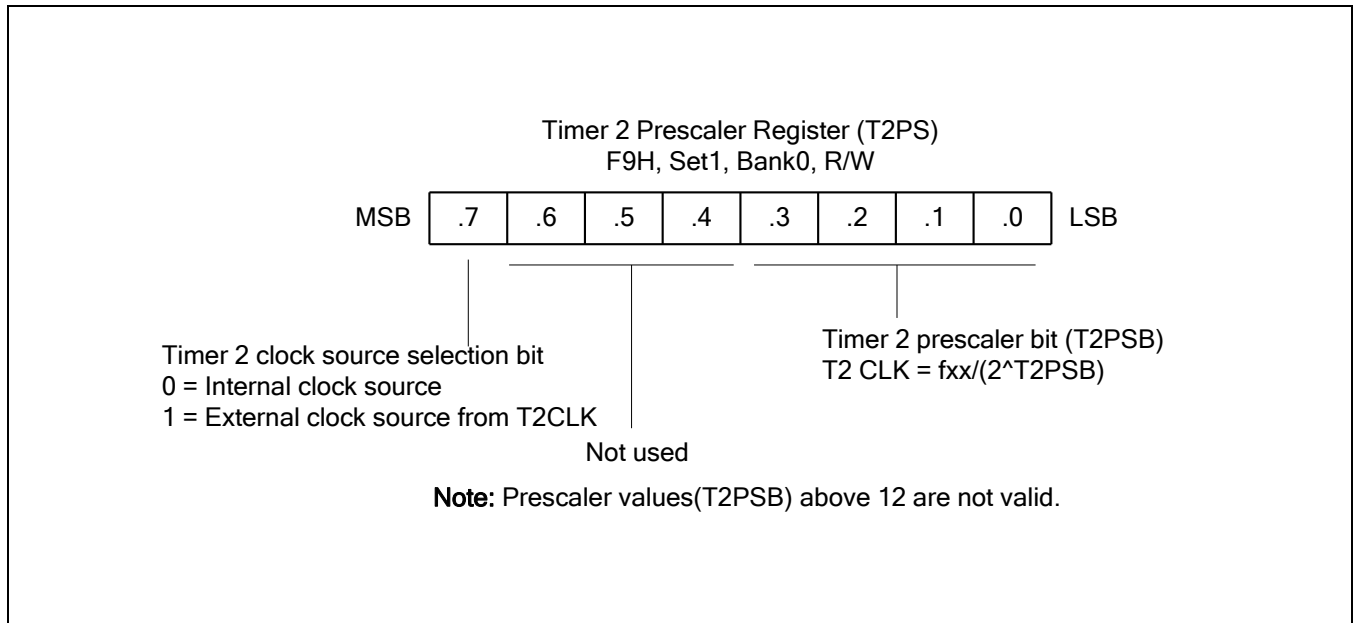 Timer 2 Prescaler Register (T2PS)
F9H, Set1, Bank0, R/W
MSB .7 .6 .5 .4 .3 .2 .1 .0 LSB
Timer 2 clock source selection bit
0 = Internal clock source
1 = External clock source from T2CLK
Not used
Timer 2 prescaler bit (T2PSB)
T2 CLK = fxx/(2^T2PSB)
Note: Prescaler values(T2PSB) above 12 are not valid.